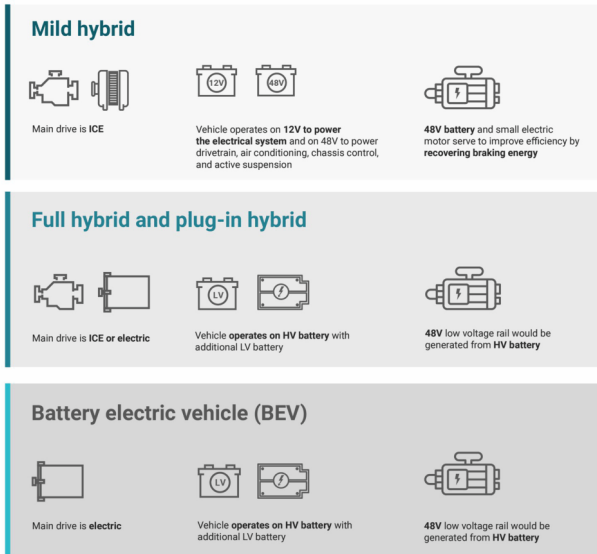 Mild hybrid
12V
48V
Main drive is ICE
Vehicle operates on 12V to power
the electrical system and on 48V to power
drivetrain, air conditioning, chassis control,
and active suspension
48V battery and small electric
motor serve to improve efficiency by
recovering braking energy
Full hybrid and plug-in hybrid
LV
Main drive is ICE or electric
Vehicle operates on HV battery with
additional LV battery
48V low voltage rail would be
generated from HV battery
Battery electric vehicle (BEV)
LV
Main drive is electric
Vehicle operates on HV battery with
additional LV battery
48V low voltage rail would be
generated from HV battery